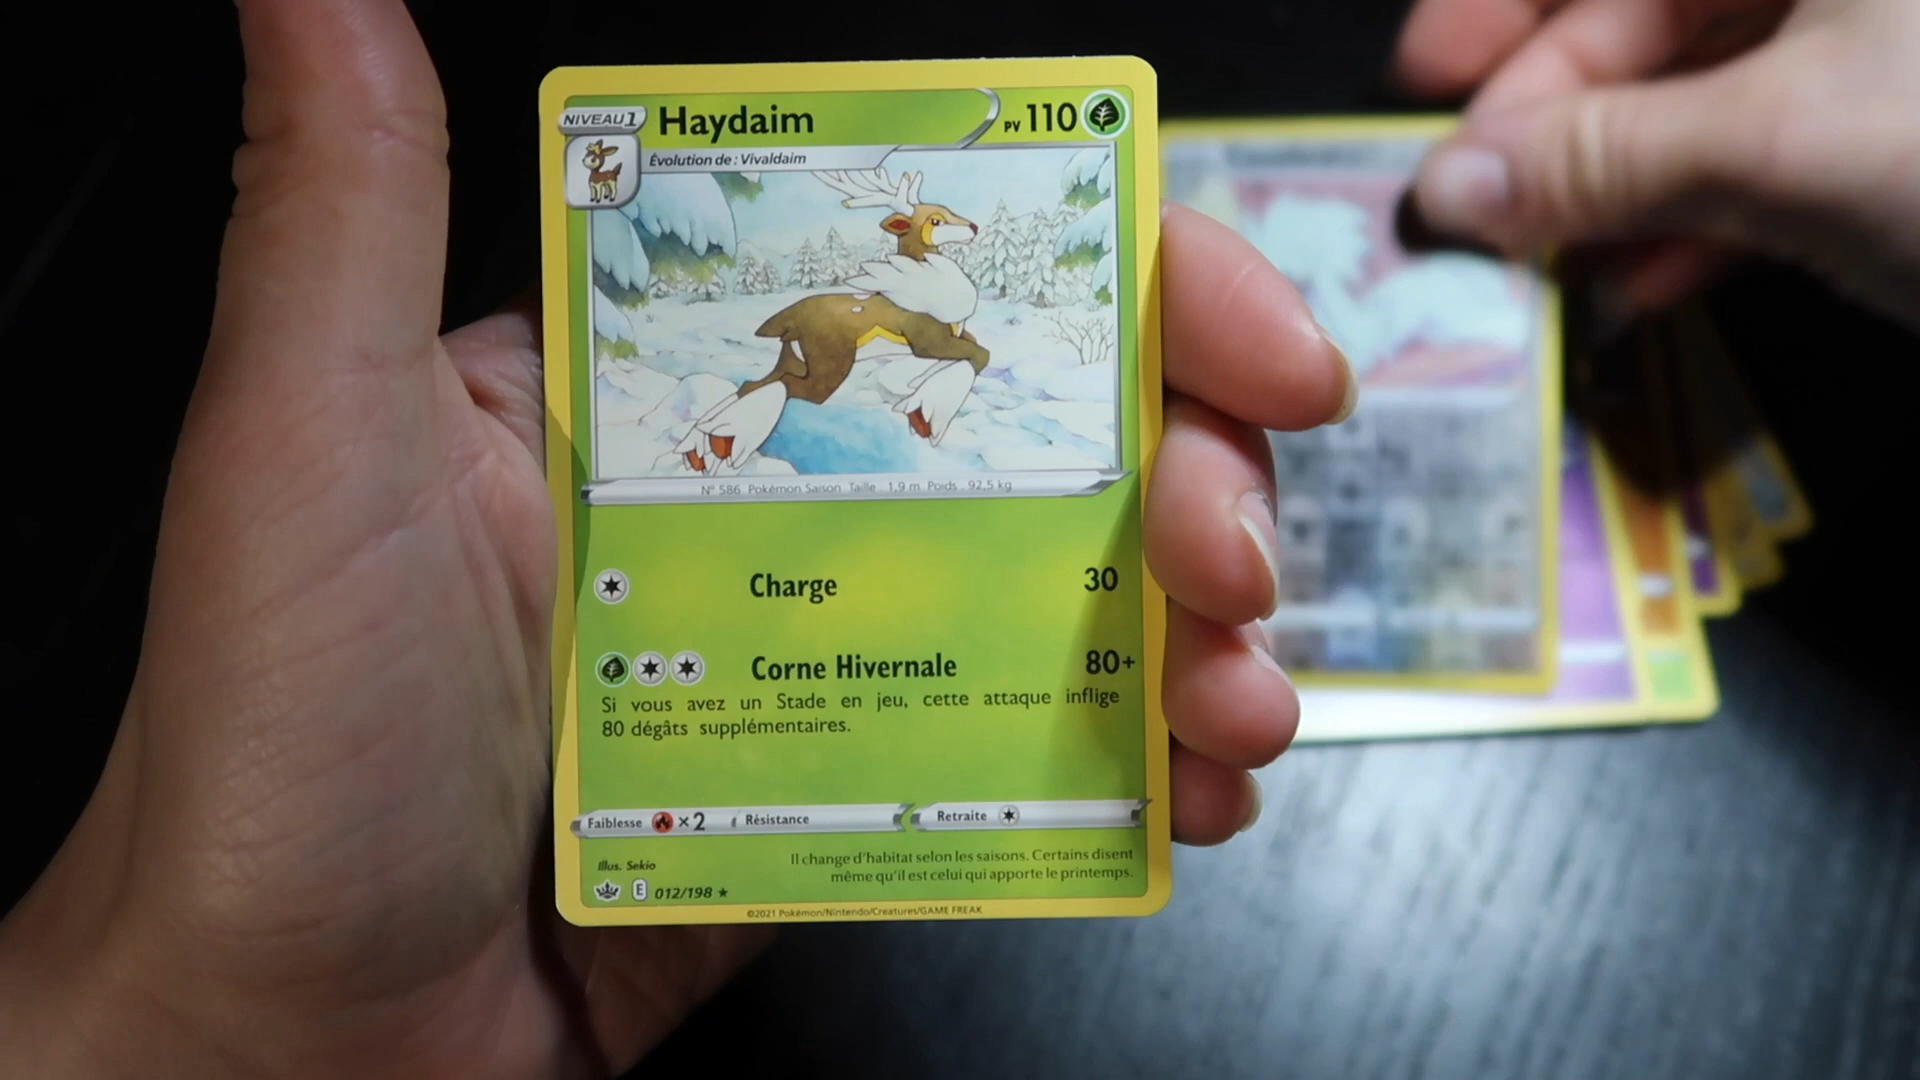 NIVEAU 1 Haydaim PV 110
Évolution de : Vivaldaim
N° 586 Pokémon Saison Taille : 1,9 m Poids : 92,5 kg
Charge 30
Corne Hivernale 80+
Si vous avez un Stade en jeu, cette attaque inflige
80 dégâts supplémentaires.
Faiblesse ×2 Résistance Retraite
Illus. Sekio
Il change d'habitat selon les saisons. Certains disent
même qu'il est celui qui apporte le printemps.
E 012/198 ★
©2021 Pokémon/Nintendo/Creatures/GAME FREAK